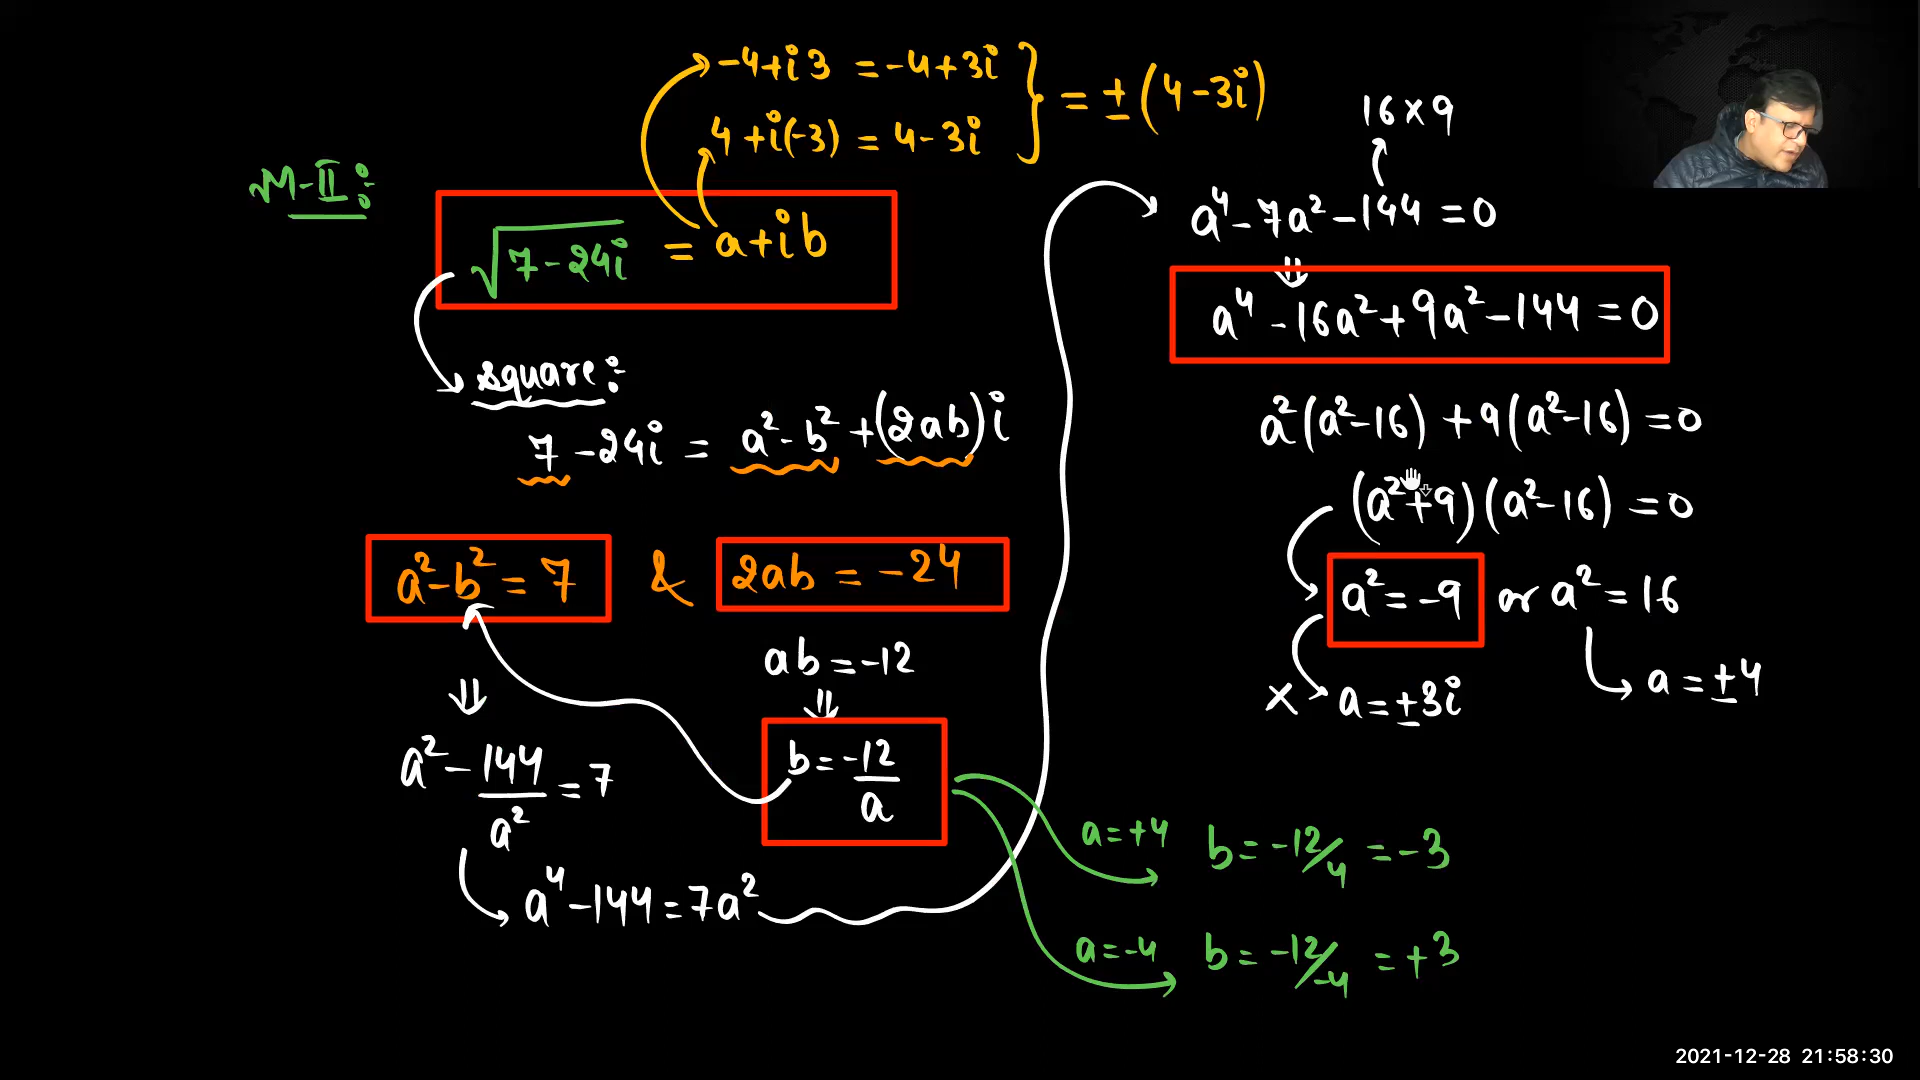 M-II:
-4+i3 = -4+3i
4+i(-3) = 4-3i
= ±(4-3i)
√7-24i = a+ib
square:
7-24i = a²-b²+(2ab)i
a²-b² = 7 & 2ab = -24
ab = -12
b = -12/a
a² - 144/a² = 7
a⁴-144 = 7a²
16×9
a⁴-7a²-144 = 0
a⁴-16a²+9a²-144 = 0
a²(a²-16)+9(a²-16) = 0
(a²+9)(a²-16) = 0
a² = -9 or a² = 16
× a = ±3i
a = ±4
a = +4 b = -12/4 = -3
a = -4 b = -12/-4 = +3
2021-12-28 21:58:30